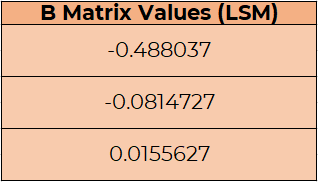 B Matrix Values (LSM)
-0.488037
-0.0814727
0.0155627